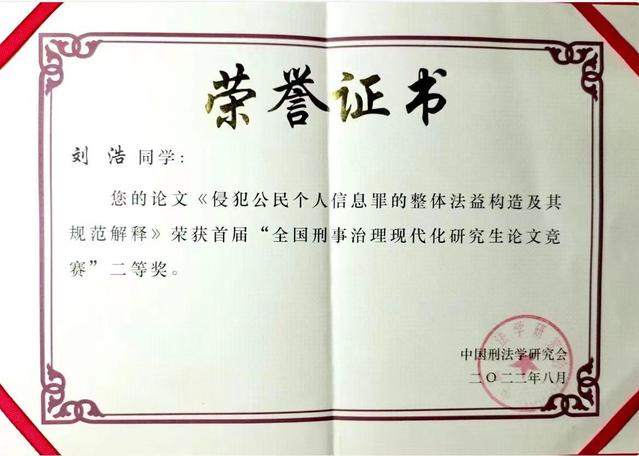 荣誉证书
刘浩同学：
您的论文《侵犯公民个人信息罪的整体法益构造及其
规范解释》荣获首届“全国刑事治理现代化研究生论文竞
赛”二等奖。
中国刑法学研究会
二〇二二年八月